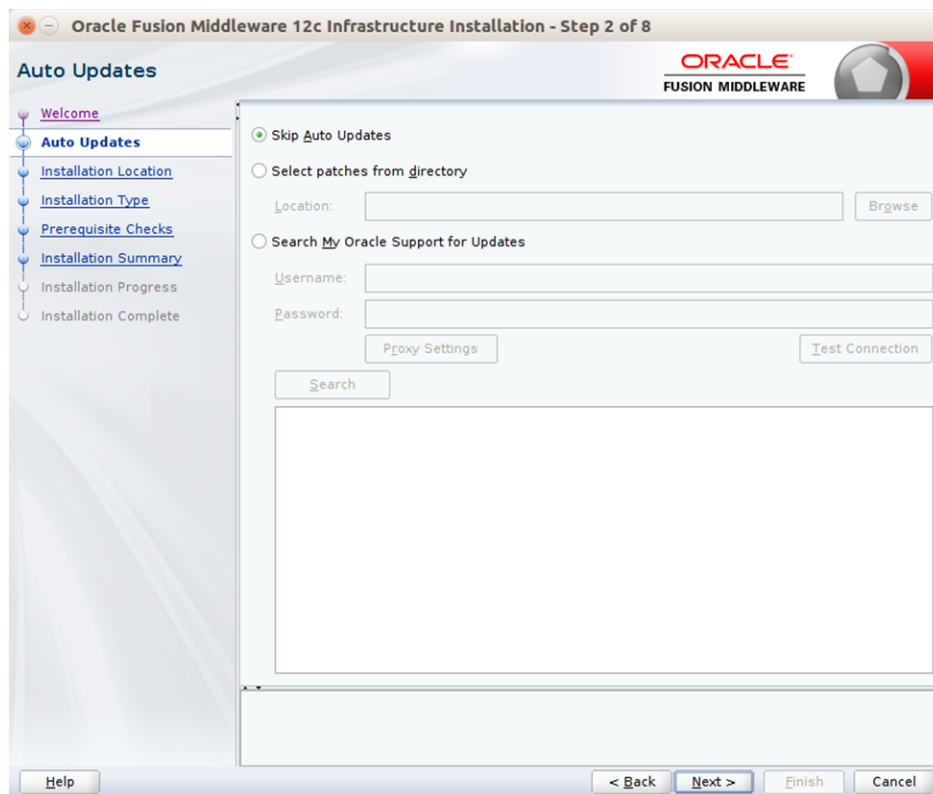 Oracle Fusion Middleware 12c Infrastructure Installation - Step 2 of 8
Auto Updates
ORACLE
FUSION MIDDLEWARE
Welcome
Auto Updates
Installation Location
Installation Type
Prerequisite Checks
Installation Summary
Installation Progress
Installation Complete
Skip Auto Updates
Select patches from directory
Location:
Browse
Search My Oracle Support for Updates
Username:
Password:
Proxy Settings
Test Connection
Search
Help
< Back
Next >
Finish
Cancel